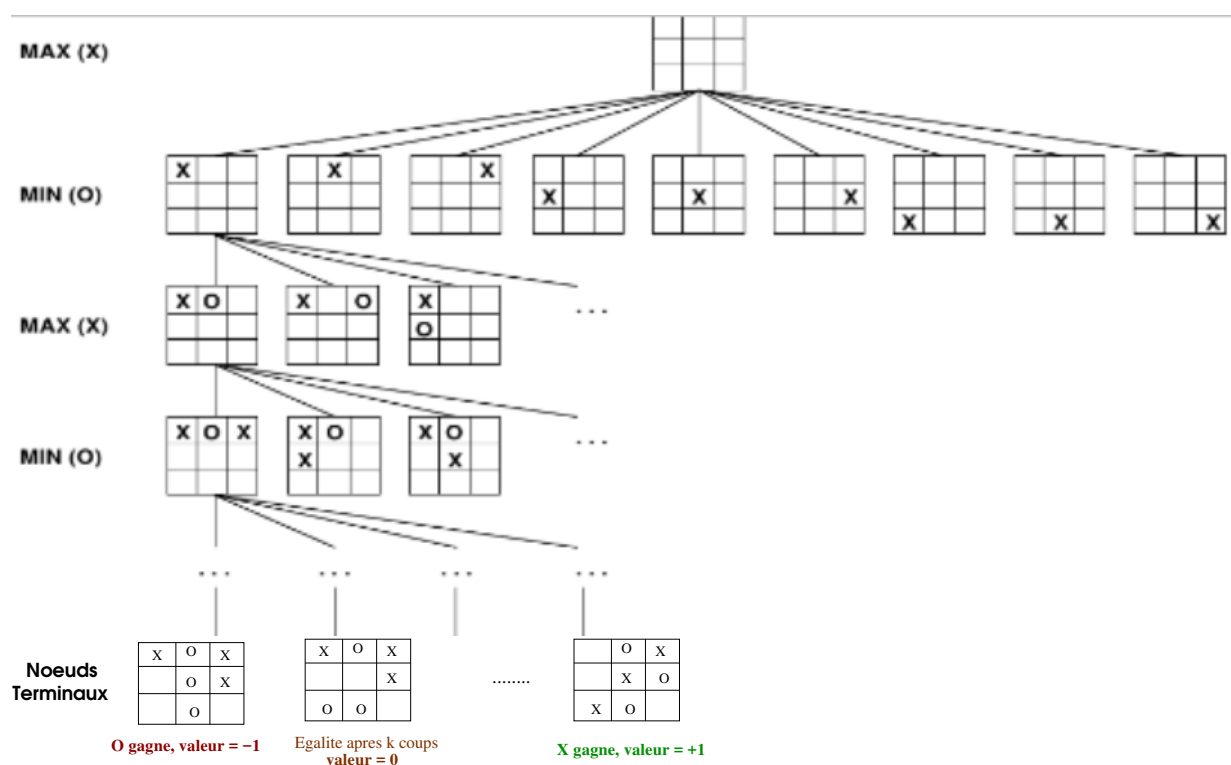 MAX (X)
X X X X X X X X X
MIN (O)
X O X O X
MAX (X)
O
...
X O X X O X O
MIN (O)
X X
...
... ... ... ...
X O X X O X O X
Noeuds
Terminaux
O X X ........ X O
O O O X O
O gagne, valeur = −1
Egalite apres k coups
valeur = 0
X gagne, valeur = +1